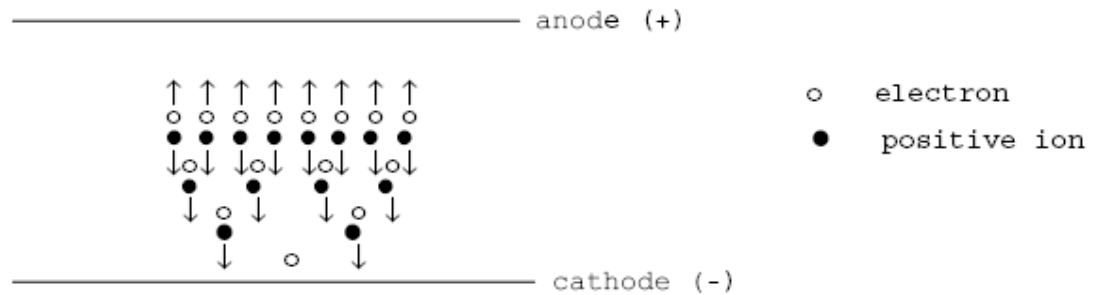 anode (+)
electron
positive ion
cathode (-)